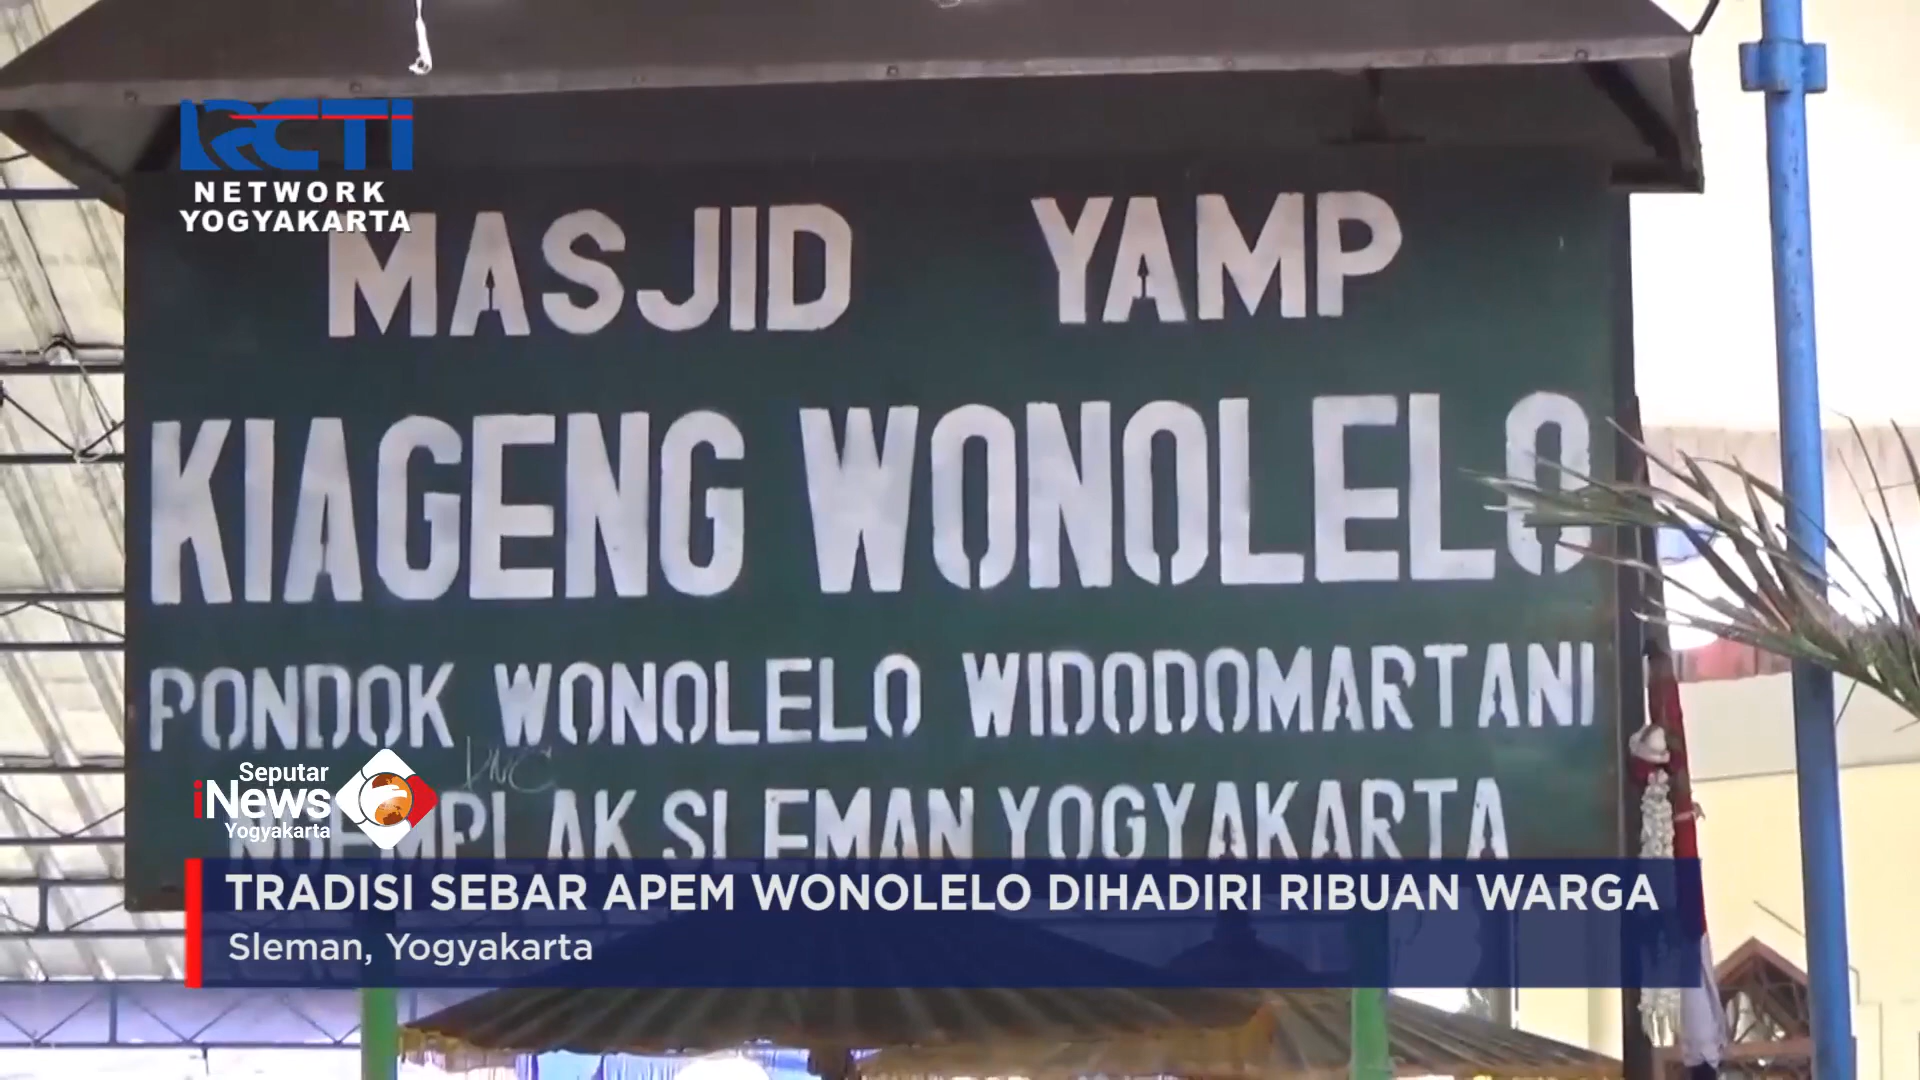 RCTI
NETWORK
YOGYAKARTA
MASJID YAMP
KIAGENG WONOLELO
PONDOK WONOLELO WIDODOMARTANI
NGEMPLAK SLEMAN YOGYAKARTA
Seputar
iNews
Yogyakarta
TRADISI SEBAR APEM WONOLELO DIHADIRI RIBUAN WARGA
Sleman, Yogyakarta